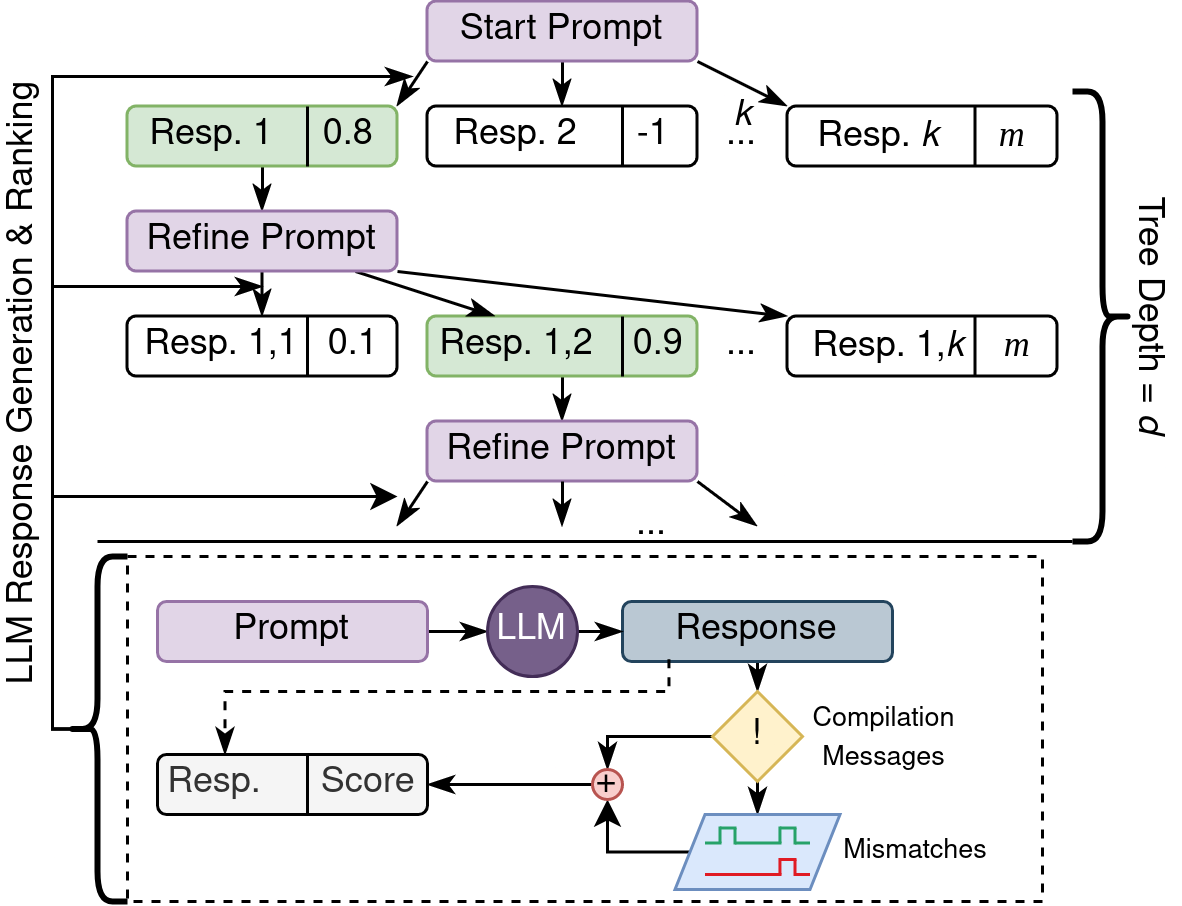 LLM Response Generation & Ranking
Start Prompt
Resp. 1 0.8
Resp. 2 -1
k
...
Resp. k m
Refine Prompt
Resp. 1,1 0.1
Resp. 1,2 0.9
...
Resp. 1,k m
Refine Prompt
...
Tree Depth = d
Prompt
LLM
Response
!
Compilation
Messages
Resp. Score
+
Mismatches